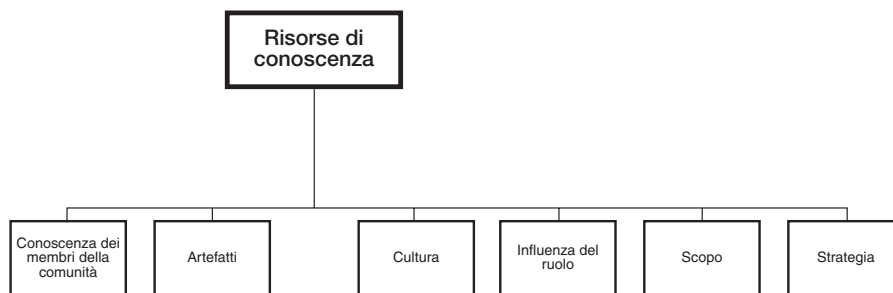 Risorse di
conoscenza
Conoscenza dei
membri della
comunità
Artefatti
Cultura
Influenza del
ruolo
Scopo
Strategia